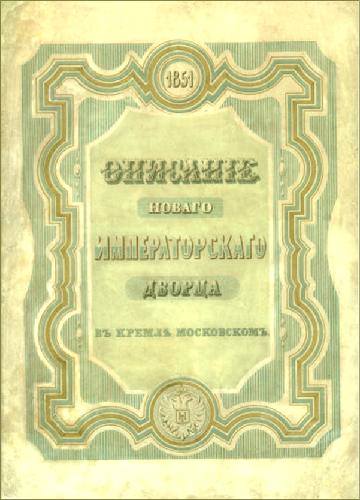 1851
ОПИСАНІЕ
НОВАГО
ИМПЕРАТОРСКАГО
ДВОРЦА
ВЪ КРЕМЛѢ МОСКОВСКОМЪ.